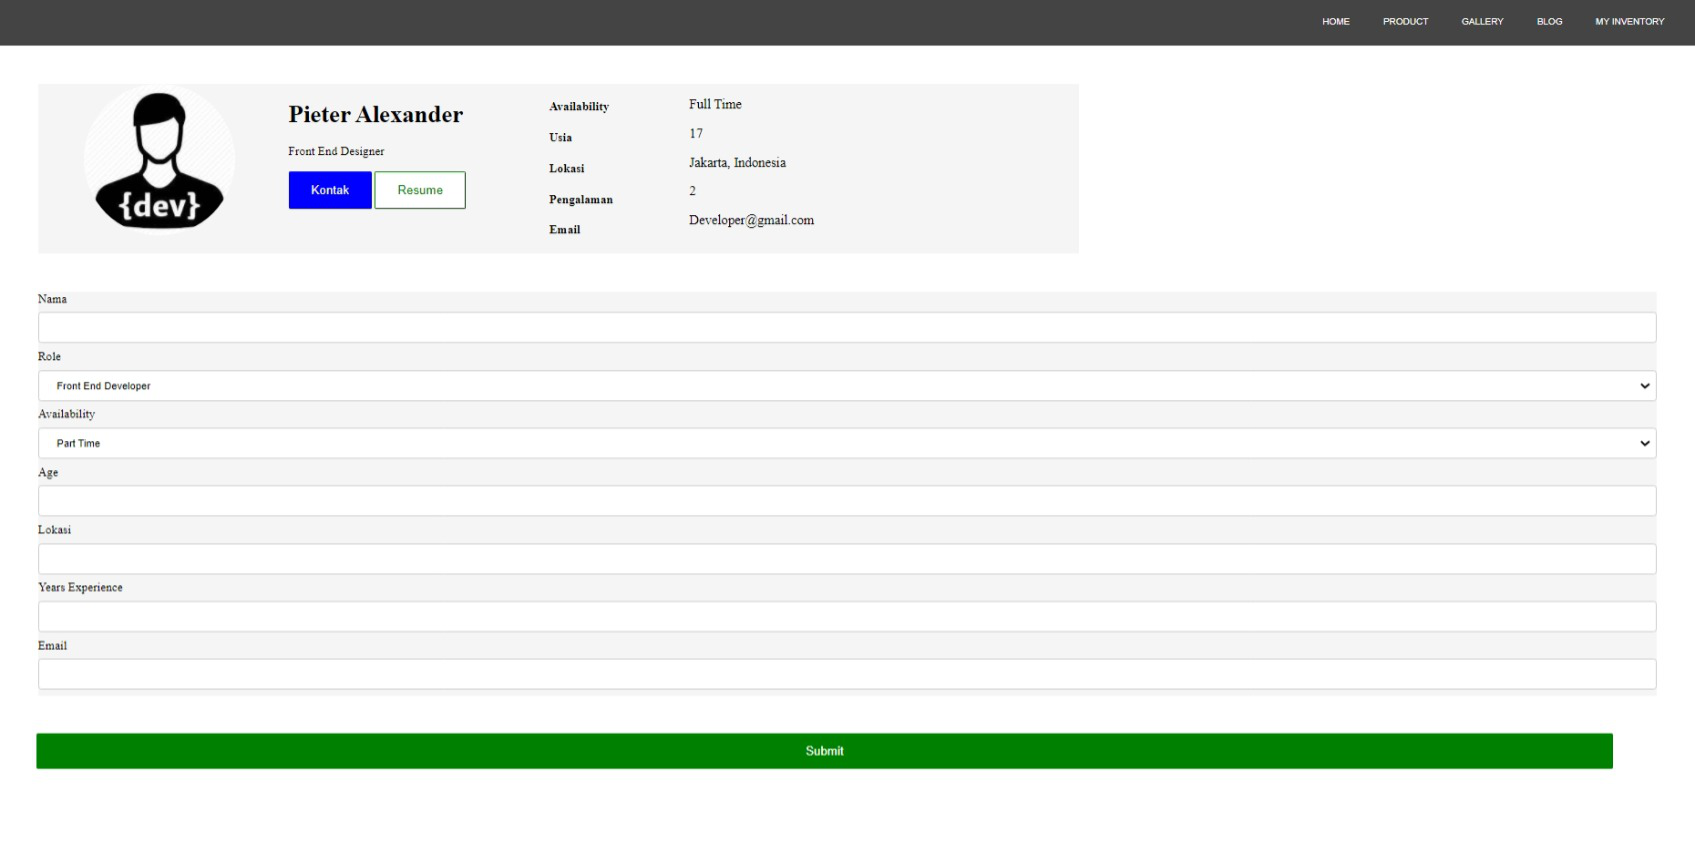 HOME PRODUCT GALLERY BLOG MY INVENTORY
{dev}
Pieter Alexander
Front End Designer
Kontak Resume
Availability Full Time
Usia 17
Lokasi Jakarta, Indonesia
Pengalaman 2
Email Developer@gmail.com
Nama
Role
Front End Developer
Availability
Part Time
Age
Lokasi
Years Experience
Email
Submit